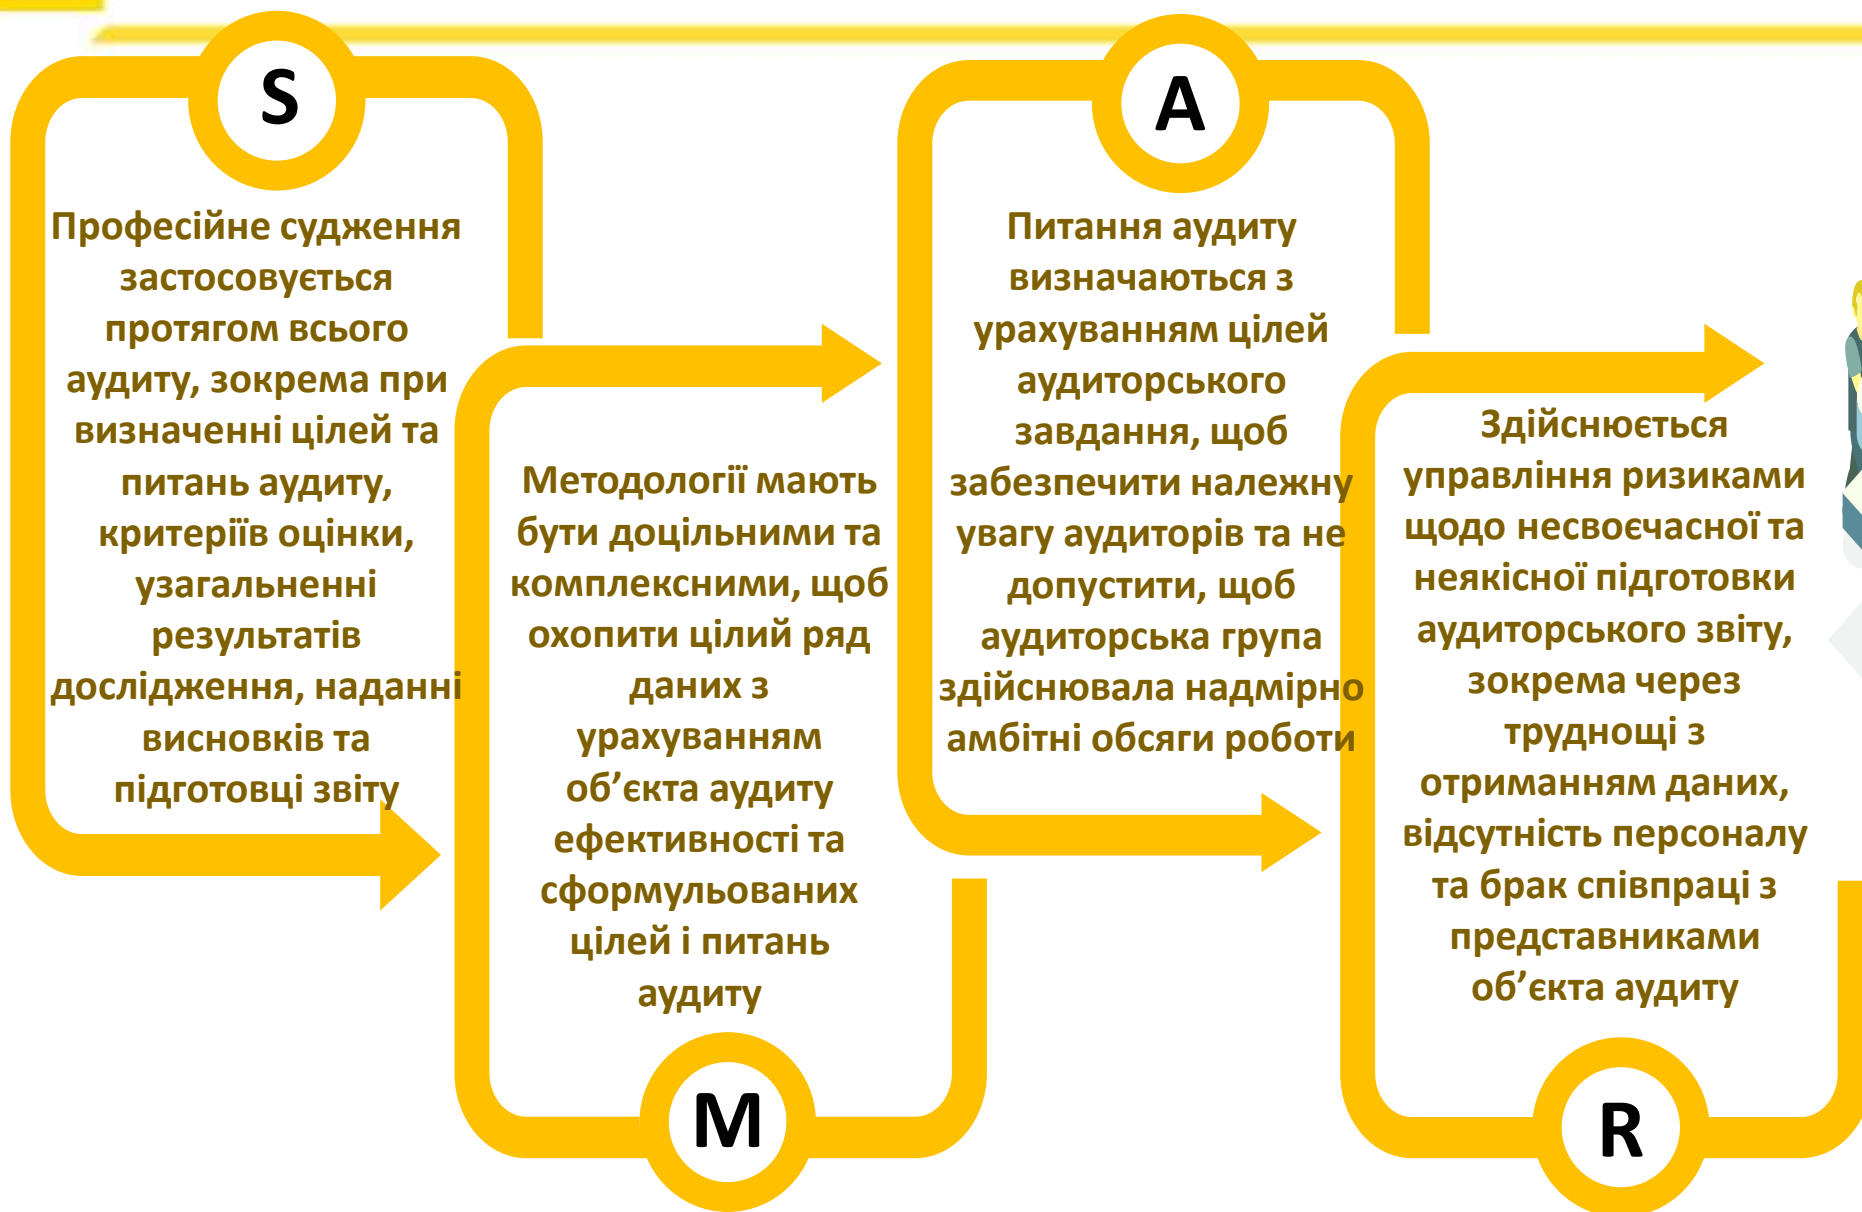 S
Професійне судження
застосовується
протягом всього
аудиту, зокрема при
визначенні цілей та
питань аудиту,
критеріїв оцінки,
узагальненні
результатів
дослідження, наданні
висновків та
підготовці звіту
Методології мають
бути доцільними та
комплексними, щоб
охопити цілий ряд
даних з
урахуванням
об’єкта аудиту
ефективності та
сформульованих
цілей і питань
аудиту
M
A
Питання аудиту
визначаються з
урахуванням цілей
аудиторського
завдання, щоб
забезпечити належну
увагу аудиторів та не
допустити, щоб
аудиторська група
здійснювала надмірно
амбітні обсяги роботи
Здійснюється
управління ризиками
щодо несвоєчасної та
неякісної підготовки
аудиторського звіту,
зокрема через
труднощі з
отриманням даних,
відсутність персоналу
та брак співпраці з
представниками
об’єкта аудиту
R